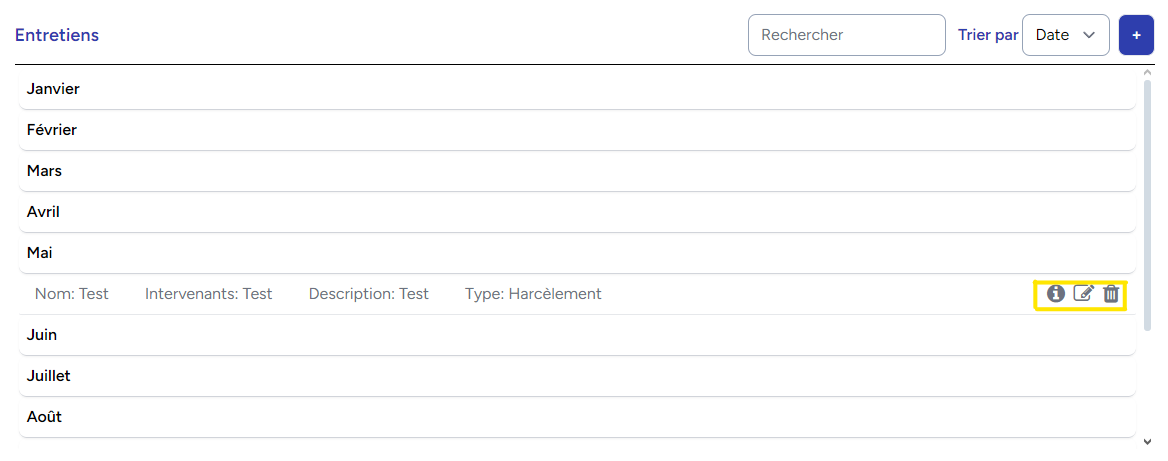 Entretiens Rechercher Trier par Date +
Janvier
Février
Mars
Avril
Mai
Nom: Test Intervenants: Test Description: Test Type: Harcèlement
Juin
Juillet
Août